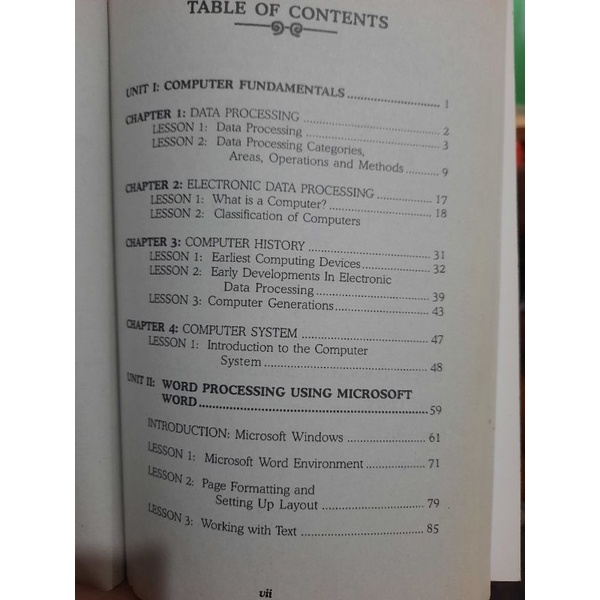 TABLE OF CONTENTS
UNIT I: COMPUTER FUNDAMENTALS .......... 1
CHAPTER 1: DATA PROCESSING .......... 2
LESSON 1: Data Processing .......... 3
LESSON 2: Data Processing Categories,
Areas, Operations and Methods .......... 9
CHAPTER 2: ELECTRONIC DATA PROCESSING .......... 17
LESSON 1: What is a Computer? .......... 18
LESSON 2: Classification of Computers
CHAPTER 3: COMPUTER HISTORY .......... 31
LESSON 1: Earliest Computing Devices .......... 32
LESSON 2: Early Developments In Electronic
Data Processing .......... 39
LESSON 3: Computer Generations .......... 43
CHAPTER 4: COMPUTER SYSTEM .......... 47
LESSON 1: Introduction to the Computer
System .......... 48
UNIT II: WORD PROCESSING USING MICROSOFT
WORD .......... 59
INTRODUCTION: Microsoft Windows .......... 61
LESSON 1: Microsoft Word Environment .......... 71
LESSON 2: Page Formatting and
Setting Up Layout .......... 79
LESSON 3: Working with Text .......... 85
vii